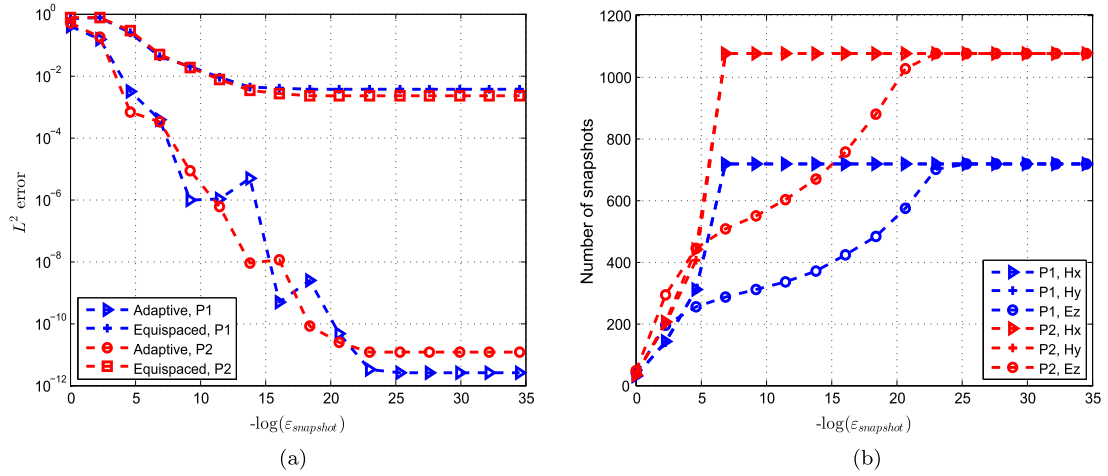 10^0
10^-2
10^-4
10^-6
10^-8
10^-10
10^-12
L^2 error
Adaptive, P1
Equispaced, P1
Adaptive, P2
Equispaced, P2
0 5 10 15 20 25 30 35
-log(ε_snapshot)
(a)
1200
1000
800
600
400
200
0
Number of snapshots
P1, Hx
P1, Hy
P1, Ez
P2, Hx
P2, Hy
P2, Ez
0 5 10 15 20 25 30 35
-log(ε_snapshot)
(b)